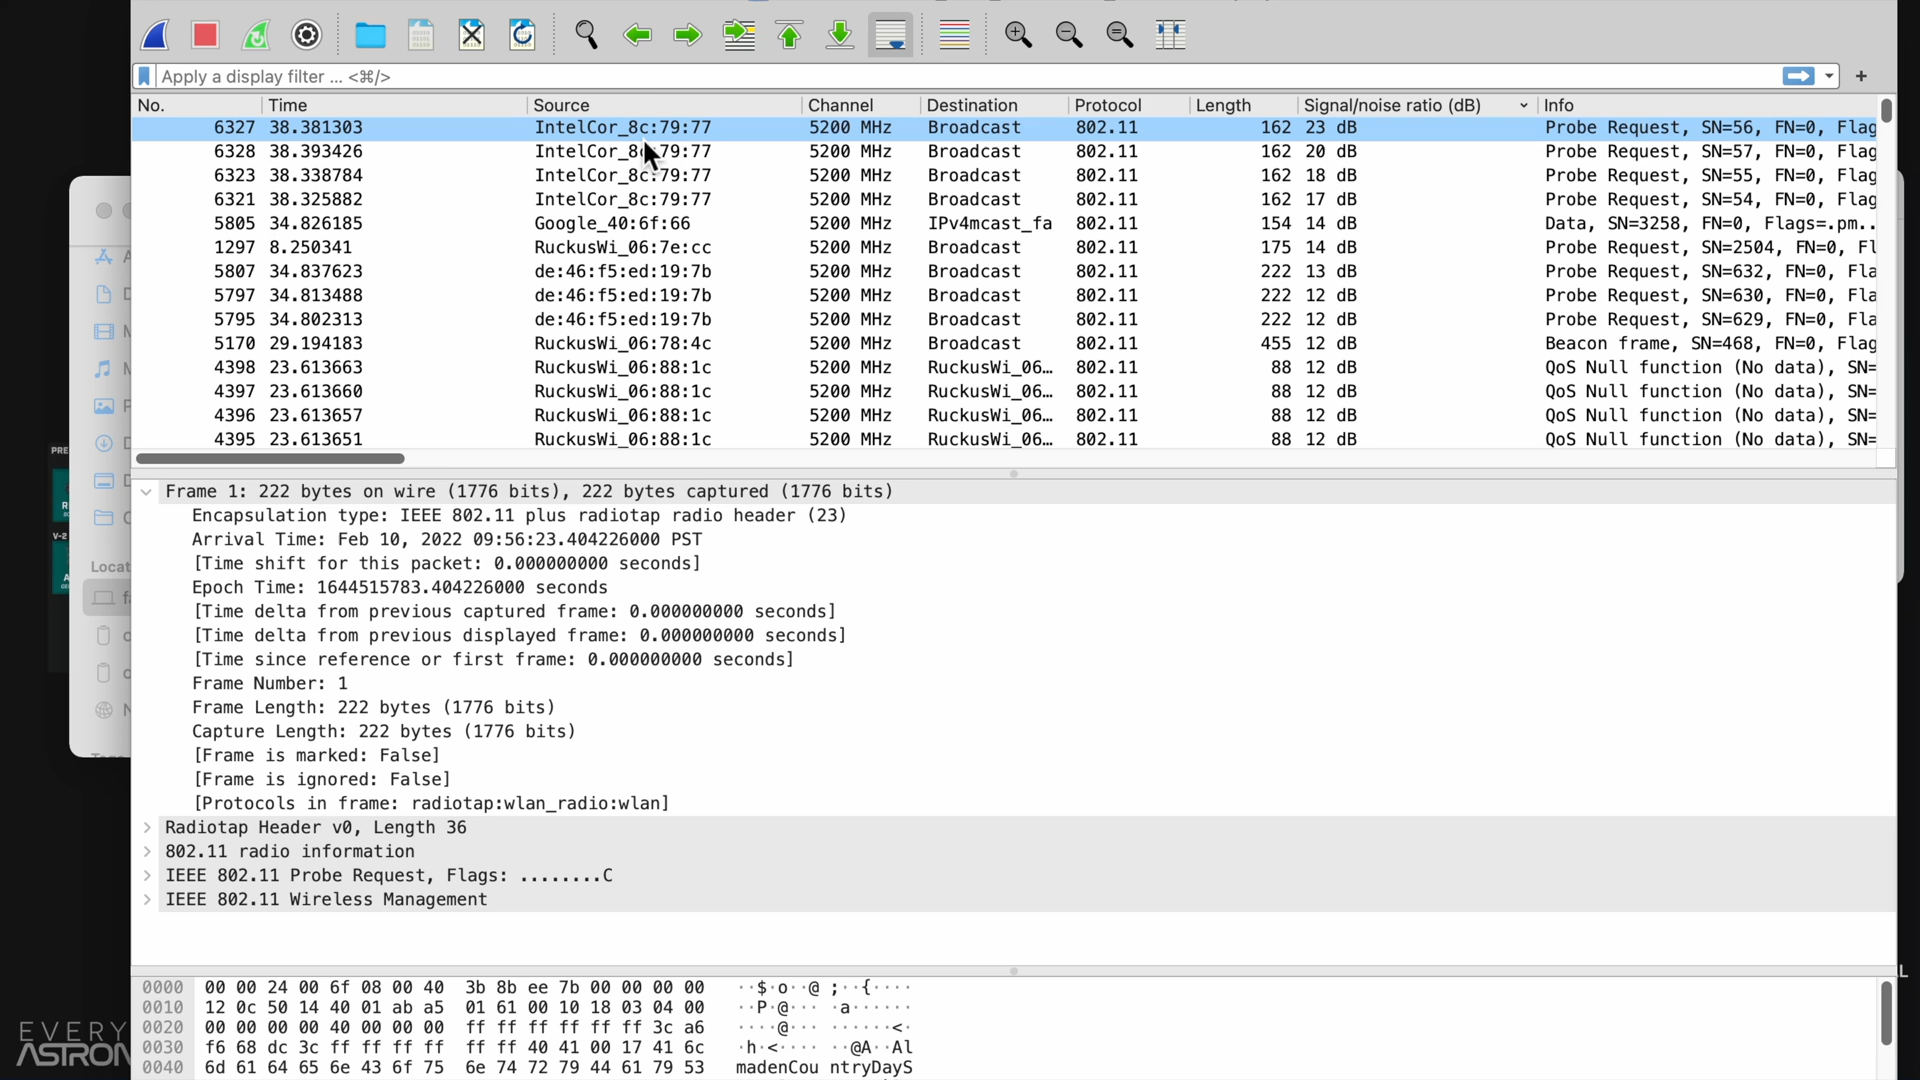 Apply a display filter ... <⌘/>
+
No. Time Source Channel Destination Protocol Length Signal/noise ratio (dB) Info
6327 38.381303 IntelCor_8c:79:77 5200 MHz Broadcast 802.11 162 23 dB Probe Request, SN=56, FN=0, Flag
6328 38.393426 IntelCor_8c:79:77 5200 MHz Broadcast 802.11 162 20 dB Probe Request, SN=57, FN=0, Flag
6323 38.338784 IntelCor_8c:79:77 5200 MHz Broadcast 802.11 162 18 dB Probe Request, SN=55, FN=0, Flag
6321 38.325882 IntelCor_8c:79:77 5200 MHz Broadcast 802.11 162 17 dB Probe Request, SN=54, FN=0, Flag
5805 34.826185 Google_40:6f:66 5200 MHz IPv4mcast_fa 802.11 154 14 dB Data, SN=3258, FN=0, Flags=.pm..
1297 8.250341 RuckusWi_06:7e:cc 5200 MHz Broadcast 802.11 175 14 dB Probe Request, SN=2504, FN=0, Fl
5807 34.837623 de:46:f5:ed:19:7b 5200 MHz Broadcast 802.11 222 13 dB Probe Request, SN=632, FN=0, Fla
5797 34.813488 de:46:f5:ed:19:7b 5200 MHz Broadcast 802.11 222 12 dB Probe Request, SN=630, FN=0, Fla
5795 34.802313 de:46:f5:ed:19:7b 5200 MHz Broadcast 802.11 222 12 dB Probe Request, SN=629, FN=0, Fla
5170 29.194183 RuckusWi_06:78:4c 5200 MHz Broadcast 802.11 455 12 dB Beacon frame, SN=468, FN=0, Flag
4398 23.613663 RuckusWi_06:88:1c 5200 MHz RuckusWi_06… 802.11 88 12 dB QoS Null function (No data), SN=
4397 23.613660 RuckusWi_06:88:1c 5200 MHz RuckusWi_06… 802.11 88 12 dB QoS Null function (No data), SN=
4396 23.613657 RuckusWi_06:88:1c 5200 MHz RuckusWi_06… 802.11 88 12 dB QoS Null function (No data), SN=
4395 23.613651 RuckusWi_06:88:1c 5200 MHz RuckusWi_06… 802.11 88 12 dB QoS Null function (No data), SN=
Frame 1: 222 bytes on wire (1776 bits), 222 bytes captured (1776 bits)
Encapsulation type: IEEE 802.11 plus radiotap radio header (23)
Arrival Time: Feb 10, 2022 09:56:23.404226000 PST
[Time shift for this packet: 0.000000000 seconds]
Epoch Time: 1644515783.404226000 seconds
[Time delta from previous captured frame: 0.000000000 seconds]
[Time delta from previous displayed frame: 0.000000000 seconds]
[Time since reference or first frame: 0.000000000 seconds]
Frame Number: 1
Frame Length: 222 bytes (1776 bits)
Capture Length: 222 bytes (1776 bits)
[Frame is marked: False]
[Frame is ignored: False]
[Protocols in frame: radiotap:wlan_radio:wlan]
Radiotap Header v0, Length 36
802.11 radio information
IEEE 802.11 Probe Request, Flags: ........C
IEEE 802.11 Wireless Management
0000 00 00 24 00 6f 08 00 40 3b 8b ee 7b 00 00 00 00 ··$·o··@ ;··{····
0010 12 0c 50 14 40 01 ab a5 01 61 00 10 18 03 04 00 ··P·@··· ·a······
0020 00 00 00 00 40 00 00 00 ff ff ff ff ff ff 3c a6 ····@··· ······<·
0030 f6 68 dc 3c ff ff ff ff ff ff 40 41 00 17 41 6c ·h·<···· ··@A··Al
0040 6d 61 64 65 6e 43 6f 75 6e 74 72 79 44 61 79 53 madenCou ntryDayS
PRE
V-2
Locat
EVERY
ASTRON